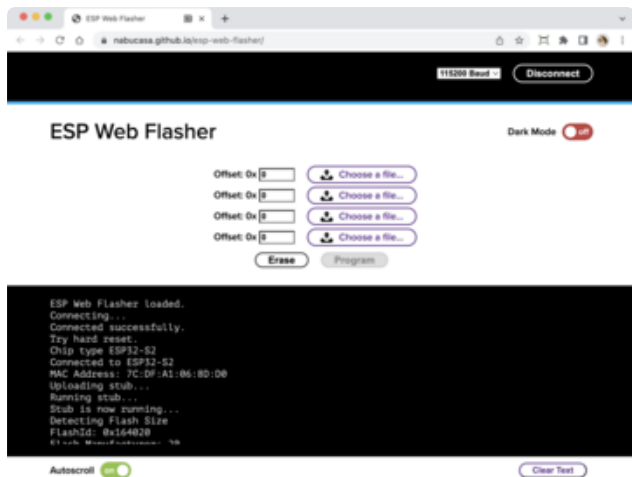 ESP Web Flasher
nabucasa.github.io/esp-web-flasher/
115200 Baud
Disconnect
ESP Web Flasher
Dark Mode off
Offset: 0x 0 Choose a file...
Offset: 0x 0 Choose a file...
Offset: 0x 0 Choose a file...
Offset: 0x 0 Choose a file...
Erase Program
ESP Web Flasher loaded.
Connecting...
Connected successfully.
Try hard reset.
Chip type ESP32-S2
Connected to ESP32-S2
MAC Address: 7C:DF:A1:06:8D:D0
Uploading stub...
Running stub...
Stub is now running...
Detecting Flash Size
FlashId: 0x164020
Flash Manufacturer: 20
Autoscroll on
Clear Text